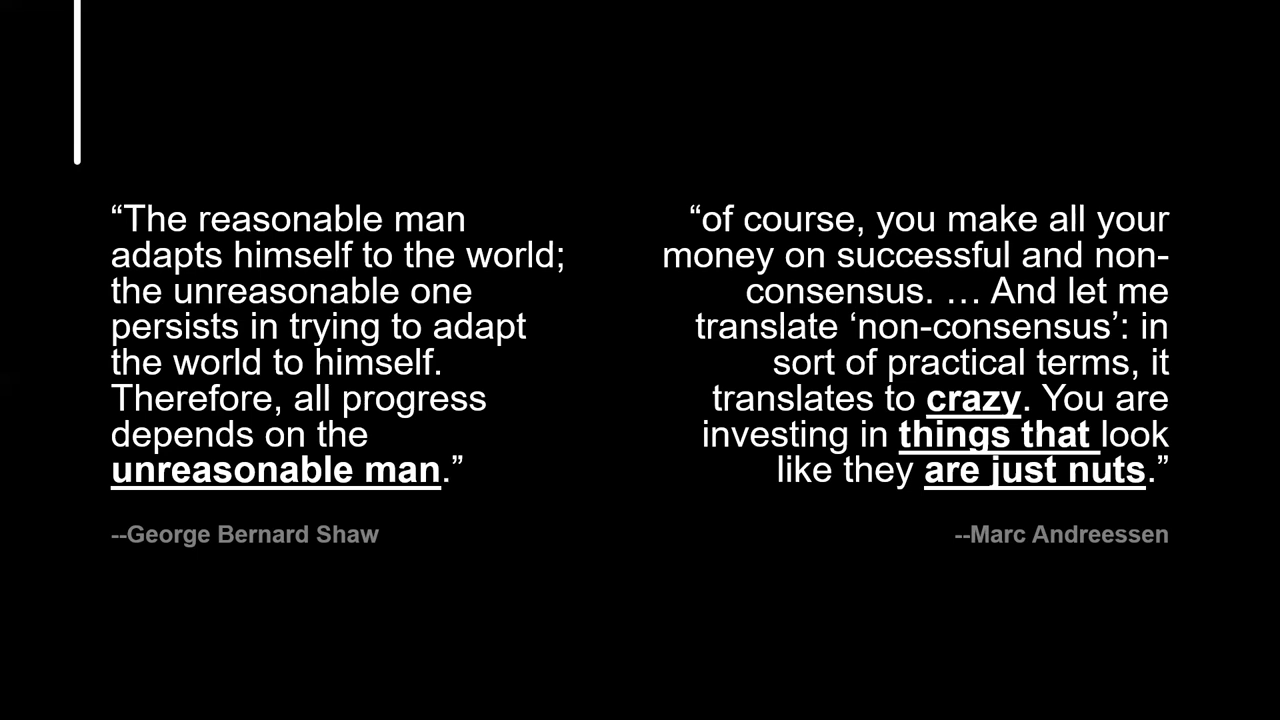 “The reasonable man
adapts himself to the world;
the unreasonable one
persists in trying to adapt
the world to himself.
Therefore, all progress
depends on the
unreasonable man.”
--George Bernard Shaw
“of course, you make all your
money on successful and non-
consensus. … And let me
translate ‘non-consensus’: in
sort of practical terms, it
translates to crazy. You are
investing in things that look
like they are just nuts.”
--Marc Andreessen